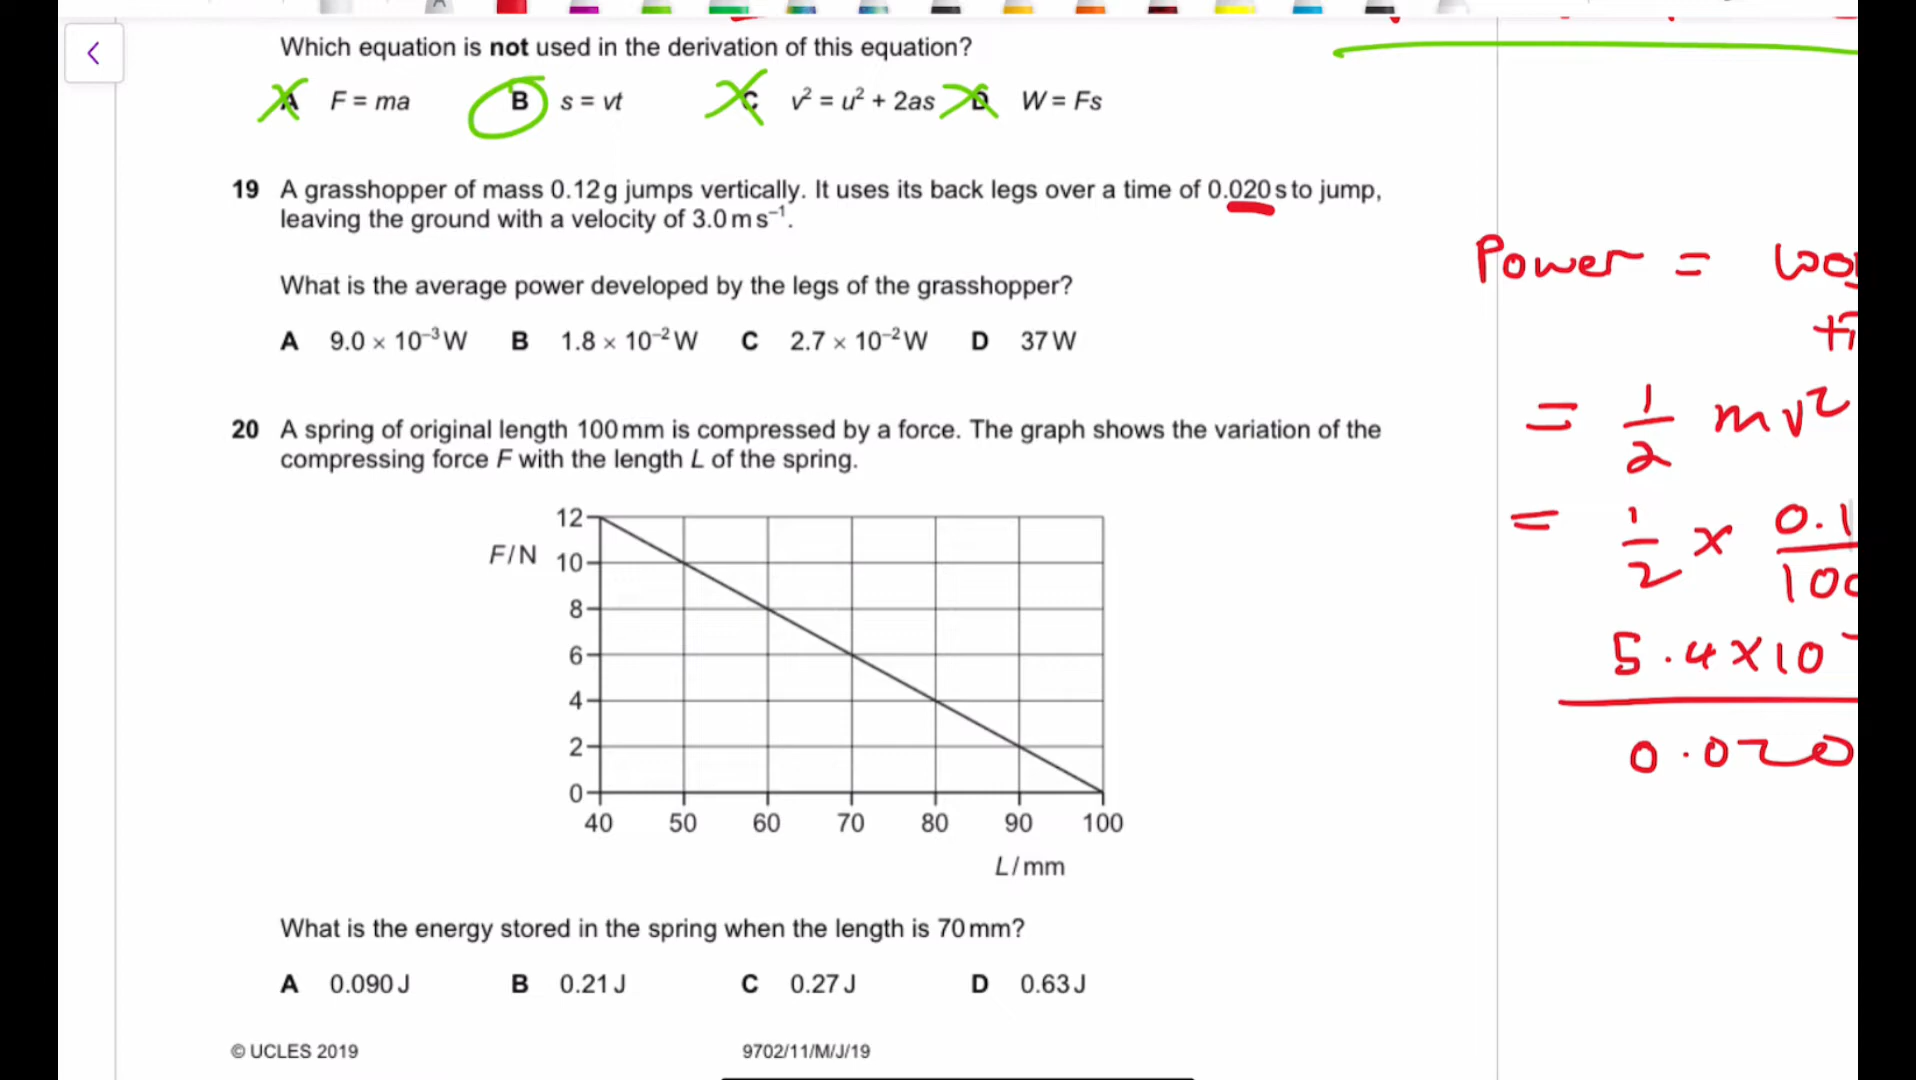 Which equation is not used in the derivation of this equation?
A F = ma B s = vt C v² = u² + 2as D W = Fs
19 A grasshopper of mass 0.12 g jumps vertically. It uses its back legs over a time of 0.020 s to jump,
leaving the ground with a velocity of 3.0 m s⁻¹.
Power =
What is the average power developed by the legs of the grasshopper?
A 9.0 × 10⁻³ W B 1.8 × 10⁻² W C 2.7 × 10⁻² W D 37 W
= 1/2 mv²
20 A spring of original length 100 mm is compressed by a force. The graph shows the variation of the
compressing force F with the length L of the spring.
= 1/2 ×
12
F/N 10
8
6
4
2
0
40 50 60 70 80 90 100
L/mm
5.4×10
0.020
What is the energy stored in the spring when the length is 70 mm?
A 0.090 J B 0.21 J C 0.27 J D 0.63 J
© UCLES 2019 9702/11/M/J/19